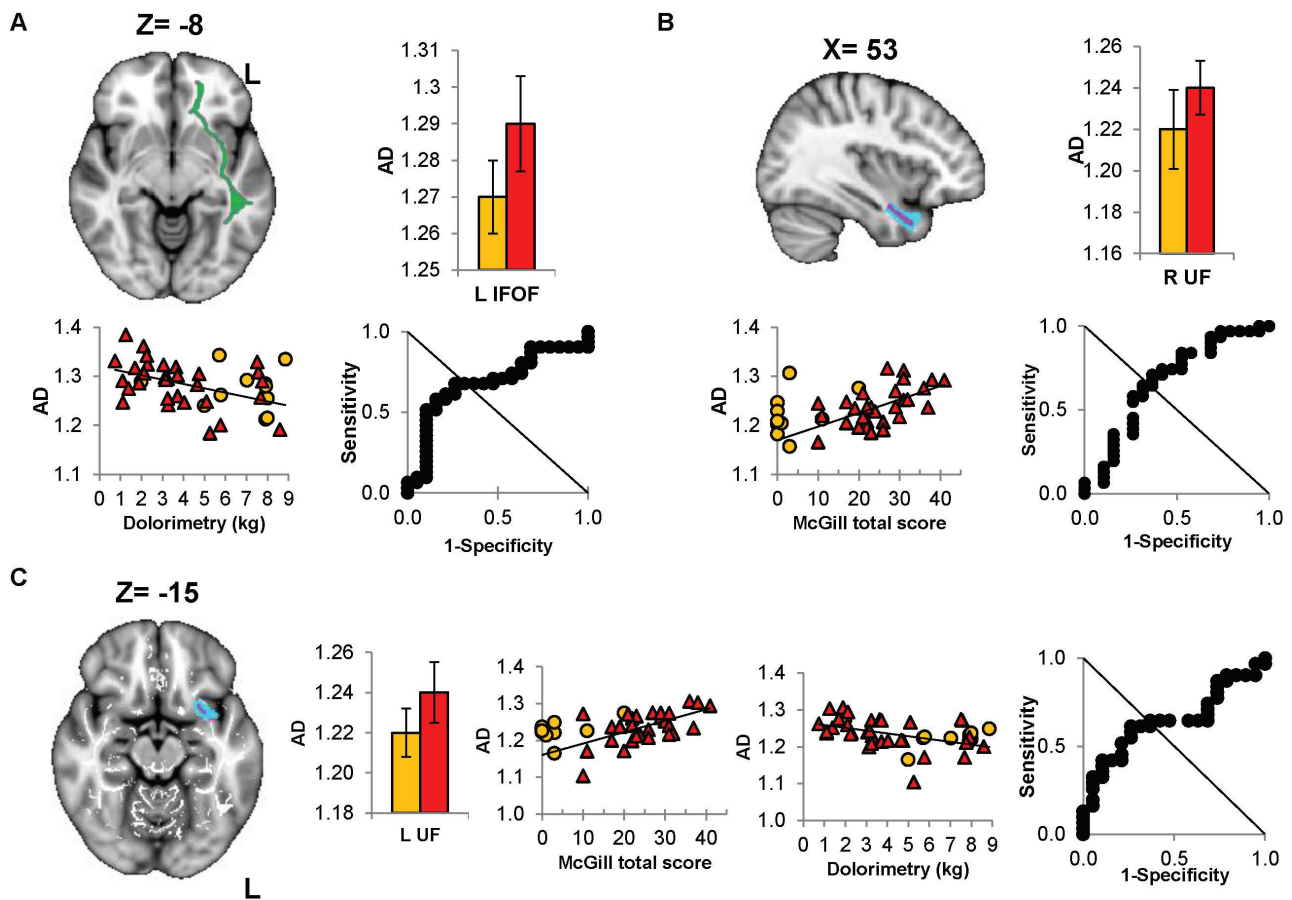 A
Z= -8
L
AD
1.31
1.3
1.29
1.28
1.27
1.26
1.25
L IFOF
B
X= 53
AD
1.26
1.24
1.22
1.20
1.18
1.16
R UF
AD
1.4
1.3
1.2
1.1
0 1 2 3 4 5 6 7 8 9
Dolorimetry (kg)
Sensitivity
1.0
0.5
0.0
0.0 0.5 1.0
1-Specificity
AD
1.4
1.3
1.2
1.1
0 10 20 30 40
McGill total score
Sensitivity
1.0
0.5
0.0
0.0 0.5 1.0
1-Specificity
C
Z= -15
L
AD
1.26
1.24
1.22
1.20
1.18
L UF
AD
1.4
1.3
1.2
1.1
1.0
0 10 20 30 40
McGill total score
AD
1.4
1.3
1.2
1.1
1.0
0 1 2 3 4 5 6 7 8 9
Dolorimetry (kg)
Sensitivity
1.0
0.5
0.0
0.0 0.5 1.0
1-Specificity